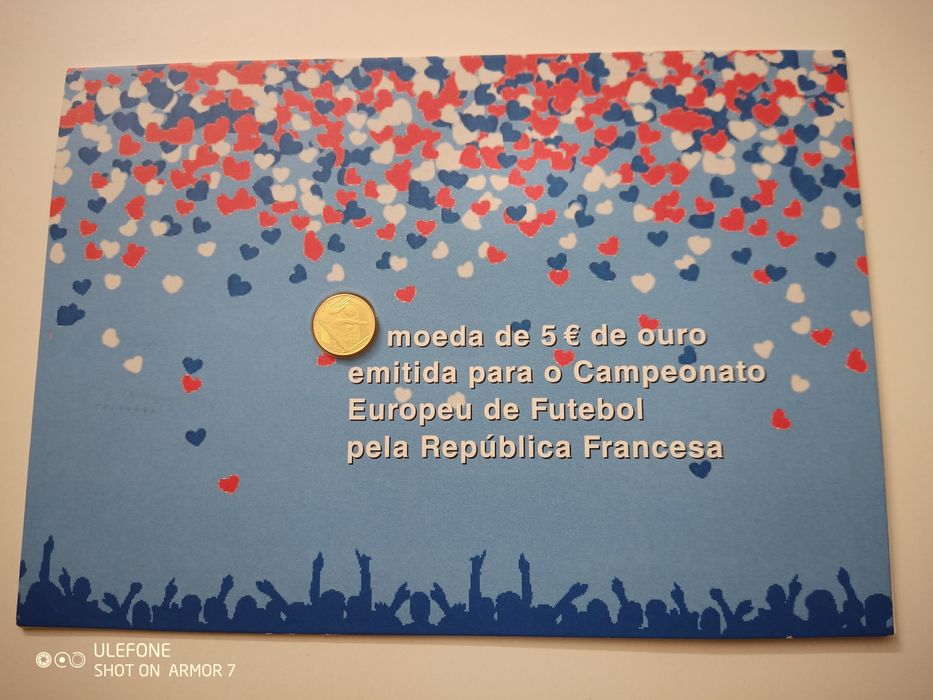 moeda de 5 € de ouro
emitida para o Campeonato
Europeu de Futebol
pela República Francesa
ULEFONE
SHOT ON ARMOR 7